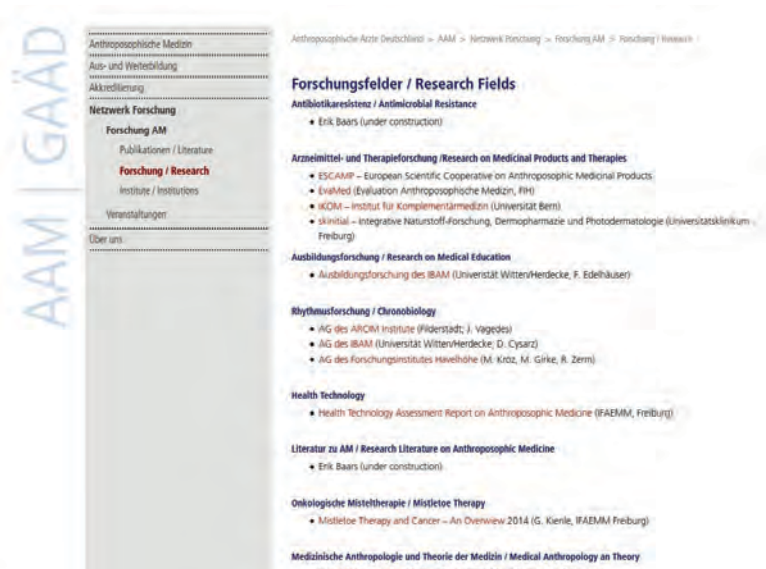 AAM | GAÄD
Anthroposophische Medizin
Aus- und Weiterbildung
Akkreditierung
Netzwerk Forschung
Forschung AM
Publikationen / Literature
Forschung / Research
Institute / Institutions
Veranstaltungen
Über uns
Anthroposophische Ärzte Deutschland > AAM > Netzwerk Forschung > Forschung AM > Forschung / Research
Forschungsfelder / Research Fields
Antibiotikaresistenz / Antimicrobial Resistance
• Erik Baars (under construction)
Arzneimittel- und Therapieforschung /Research on Medicinal Products and Therapies
• ESCAMP – European Scientific Cooperative on Anthroposophic Medicinal Products
• EvaMed (Evaluation Anthroposophische Medizin, FIH)
• IKOM – Institut für Komplementärmedizin (Universität Bern)
• skinitial – Integrative Naturstoff-Forschung, Dermopharmazie und Photodermatologie (Universitätsklinikum
Freiburg)
Ausbildungsforschung / Research on Medical Education
• Ausbildungsforschung des IBAM (Univeristät Witten/Herdecke, F. Edelhäuser)
Rhythmusforschung / Chronobiology
• AG des ARCIM Institute (Filderstadt; J. Vagedes)
• AG des IBAM (Universität Witten/Herdecke; D. Cysarz)
• AG des Forschungsinstitutes Havelhöhe (M. Kröz, M. Girke, R. Zerm)
Health Technology
• Health Technology Assessment Report on Anthroposophic Medicine (IFAEMM, Freiburg)
Literatur zu AM / Research Literature on Anthroposophic Medicine
• Erik Baars (under construction)
Onkologische Misteltherapie / Mistletoe Therapy
• Mistletoe Therapy and Cancer – An Overwiew 2014 (G. Kienle, IFAEMM Freiburg)
Medizinische Anthropologie und Theorie der Medizin / Medical Anthropology an Theory